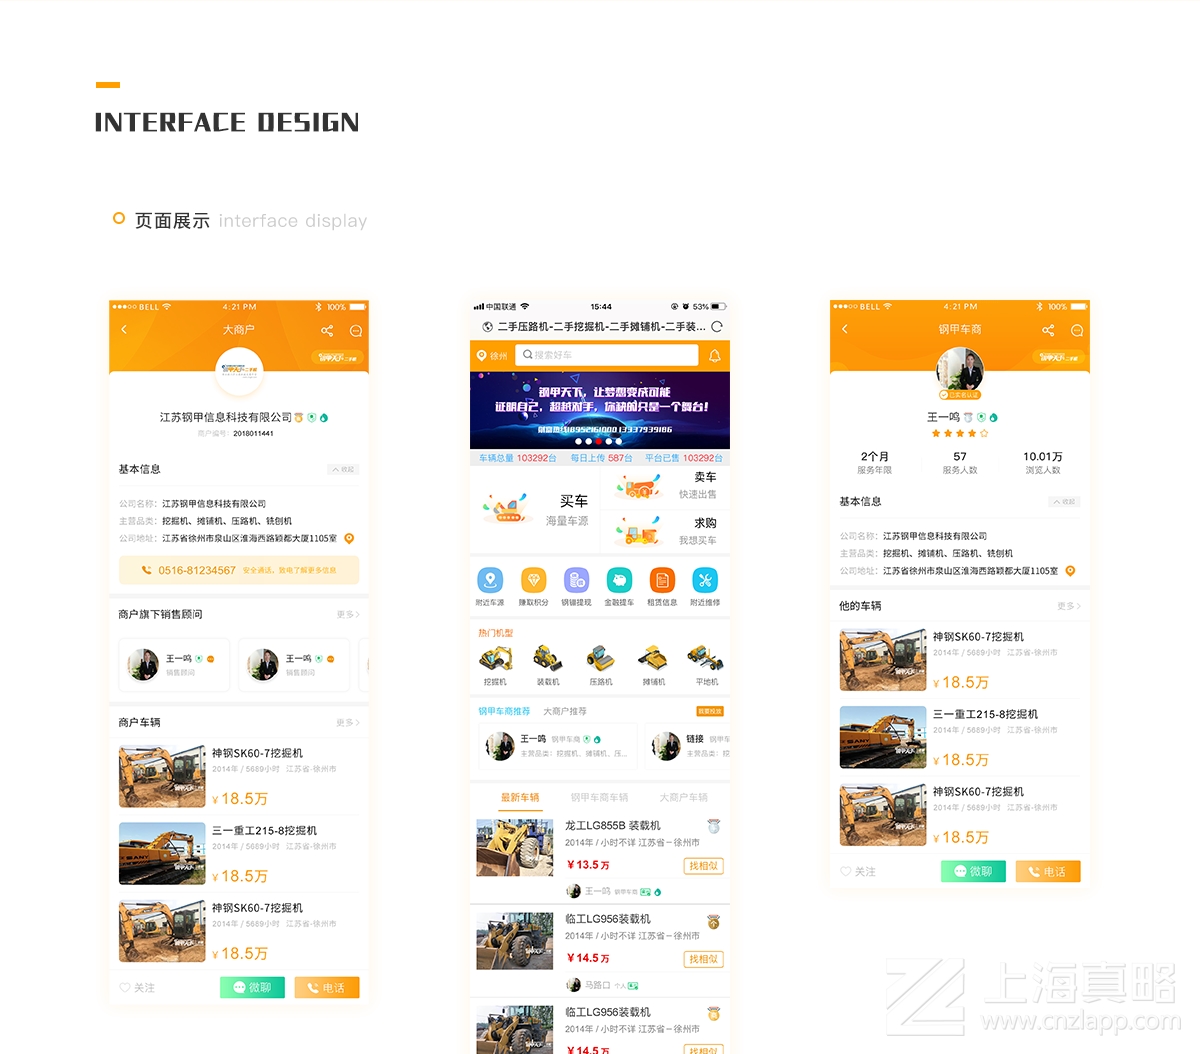 INTERFACE DESIGN
页面展示 interface display
BELL 4:21 PM 100%
大商户
钢甲天下·二手機
江苏钢甲信息科技有限公司
商户编号: 2018011441
基本信息 收起
公司名称: 江苏钢甲信息科技有限公司
主营品类: 挖掘机、摊铺机、压路机、铣刨机
公司地址: 江苏省徐州市泉山区淮海西路颖都大厦1105室
0516-81234567 安全通话，致电了解更多信息
商户旗下销售顾问 更多
王一鸣
销售顾问
王一鸣
销售顾问
商户车辆 更多
神钢SK60-7挖掘机
2014年 / 5689小时 江苏省-徐州市
¥ 18.5万
三一重工215-8挖掘机
2014年 / 5689小时 江苏省-徐州市
¥ 18.5万
神钢SK60-7挖掘机
2014年 / 5689小时 江苏省-徐州市
¥ 18.5万
关注 微聊 电话
中国联通 15:44 53%
二手压路机-二手挖掘机-二手摊铺机-二手装...
徐州 搜索好车
钢甲天下，让梦想变成可能
证明自己，超越对手，你缺的只是一个舞台！
18952161000 13337939186
车辆总量 103292台 每日上传 587台 平台已售 103292台
买车
海量车源
卖车
快速出售
求购
我想买车
附近车源 赚取积分 钢镚提现 金融提车 租赁信息 附近维修
热门机型
挖掘机 装载机 压路机 摊铺机 平地机
钢甲车商推荐 大商户推荐 我要投放
王一鸣 钢甲车商
主营品类：挖掘机、摊铺机、压...
链接 钢甲车
主营品类：挖掘机
最新车辆 钢甲车商车辆 大商户车辆
龙工LG855B 装载机
2014年 / 小时不详 江苏省－徐州市
¥ 13.5 万 找相似
王一鸣 钢甲车商
临工LG956装载机
2014年 / 小时不详 江苏省－徐州市
¥ 14.5 万 找相似
马路口 个人
临工LG956装载机
2014年 / 小时不详 江苏省－徐州市
¥ 14.5 万 找相似
BELL 4:21 PM 100%
钢甲车商
钢甲天下·二手機
已实名认证
王一鸣
2个月 57 10.01万
服务年限 服务人数 浏览人数
基本信息 收起
公司名称: 江苏钢甲信息科技有限公司
主营品类: 挖掘机、摊铺机、压路机、铣刨机
公司地址: 江苏省徐州市泉山区淮海西路颖都大厦1105室
他的车辆 更多
神钢SK60-7挖掘机
2014年 / 5689小时 江苏省-徐州市
¥ 18.5万
三一重工215-8挖掘机
2014年 / 5689小时 江苏省-徐州市
¥ 18.5万
神钢SK60-7挖掘机
2014年 / 5689小时 江苏省-徐州市
¥ 18.5万
关注 微聊 电话
上海真略
www.cnzlapp.com